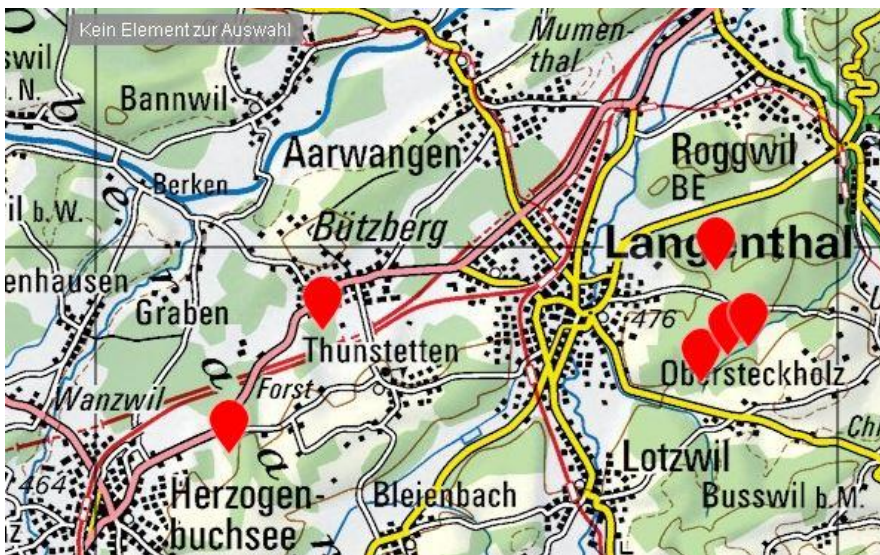 Kein Element zur Auswahl
Mumen-
thal
swil
b. N.
Bannwil
Aarwangen
Roggwil
BE
Berken
il b. W.
Bützberg
Langenthal
enhausen
Graben
476
Thunstetten
Obersteckholz
Wanzwil
Forst
464
Herzogen-
buchsee
Bleienbach
Lotzwil
Busswil b. M.
Ch